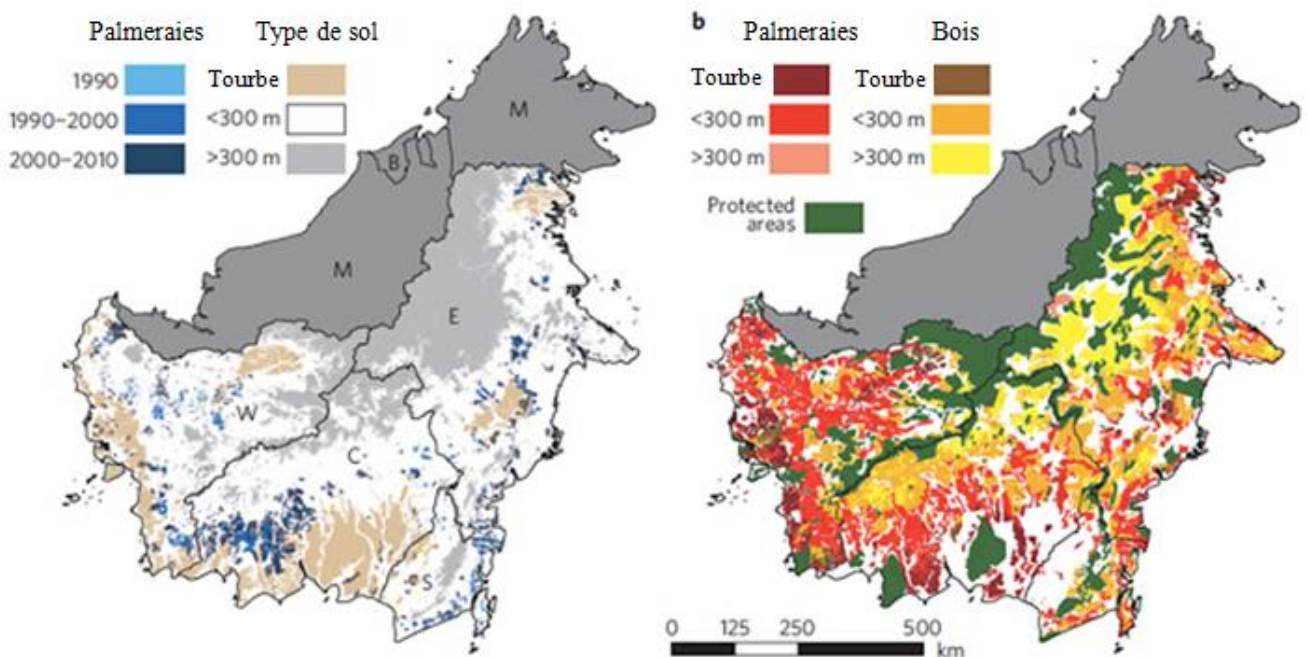 Palmeraies Type de sol
1990 Tourbe
1990–2000 <300 m
2000–2010 >300 m
M
B
M
E
W
C
S
b
Palmeraies Bois
Tourbe Tourbe
<300 m <300 m
>300 m >300 m
Protected
areas
0 125 250 500
km